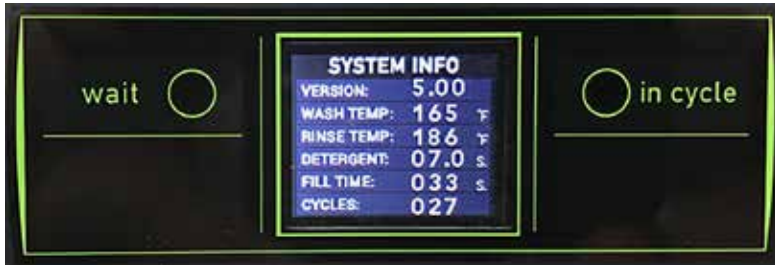 wait
SYSTEM INFO
VERSION: 5.00
WASH TEMP: 165 °F
RINSE TEMP: 186 °F
DETERGENT: 07.0 S.
FILL TIME: 033 S.
CYCLES: 027
in cycle